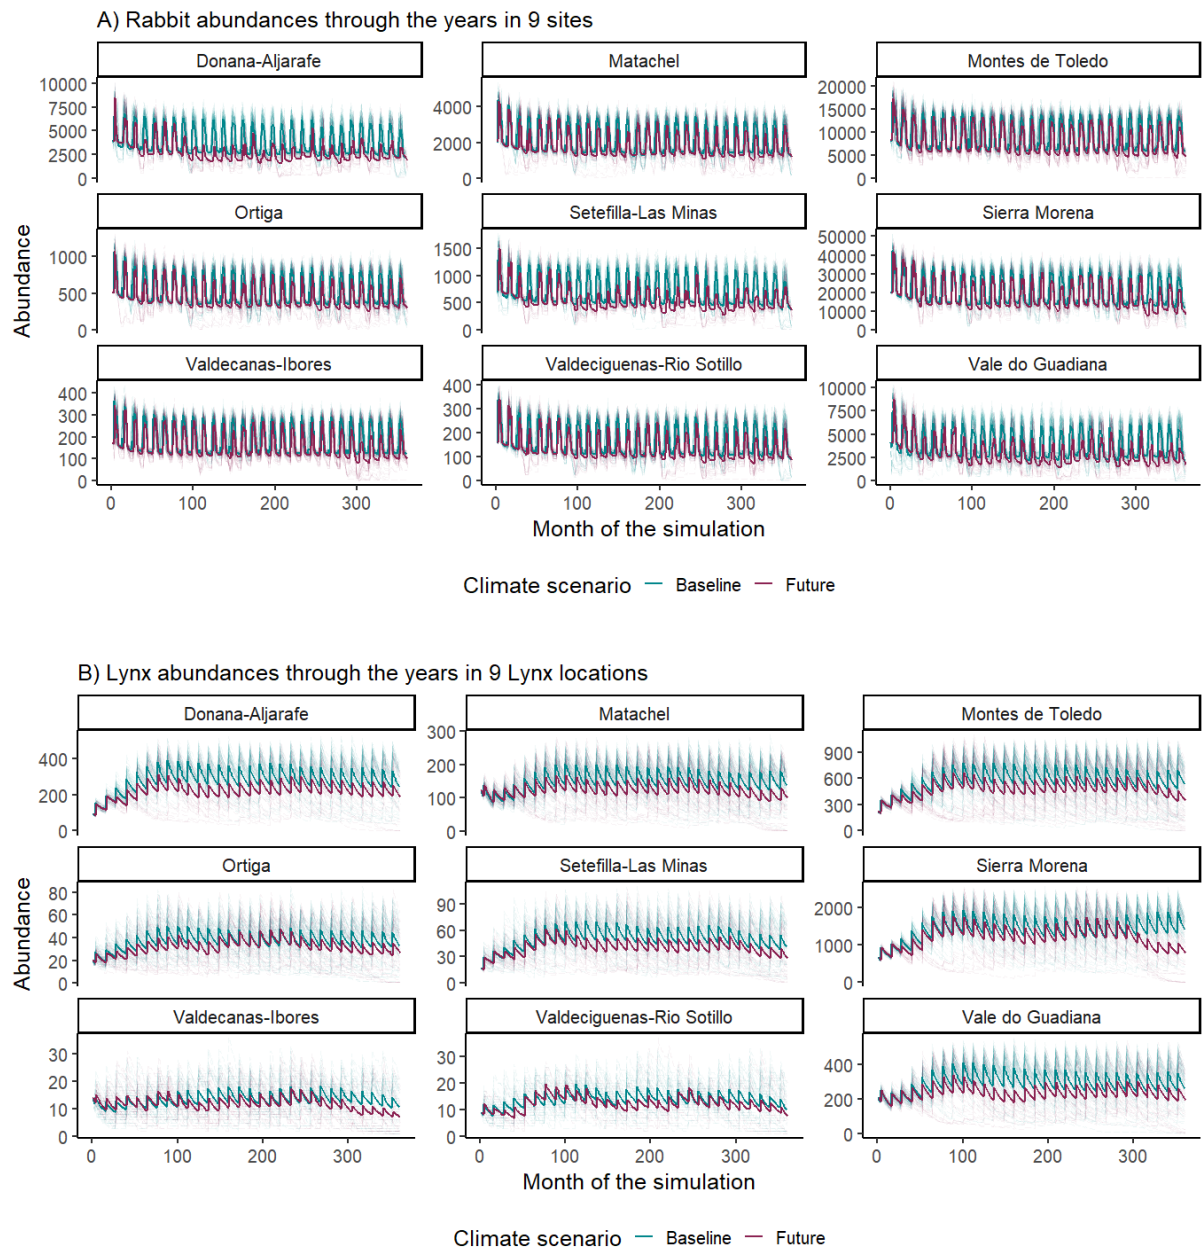 A) Rabbit abundances through the years in 9 sites
Donana-Aljarafe
Matachel
Montes de Toledo
10000
7500
5000
2500
0
4000
2000
0
20000
15000
10000
5000
0
Ortiga
Setefilla-Las Minas
Sierra Morena
1000
500
0
1500
1000
500
0
50000
40000
30000
20000
10000
0
Valdecanas-Ibores
Valdeciguenas-Rio Sotillo
Vale do Guadiana
400
300
200
100
0
400
300
200
100
0
10000
7500
5000
2500
0
Abundance
0 100 200 300
0 100 200 300
0 100 200 300
Month of the simulation
Climate scenario Baseline Future
B) Lynx abundances through the years in 9 Lynx locations
Donana-Aljarafe
Matachel
Montes de Toledo
400
200
0
300
200
100
0
900
600
300
0
Ortiga
Setefilla-Las Minas
Sierra Morena
80
60
40
20
0
90
60
30
0
2000
1000
0
Valdecanas-Ibores
Valdeciguenas-Rio Sotillo
Vale do Guadiana
30
20
10
0
30
20
10
0
400
200
0
Abundance
0 100 200 300
0 100 200 300
0 100 200 300
Month of the simulation
Climate scenario Baseline Future